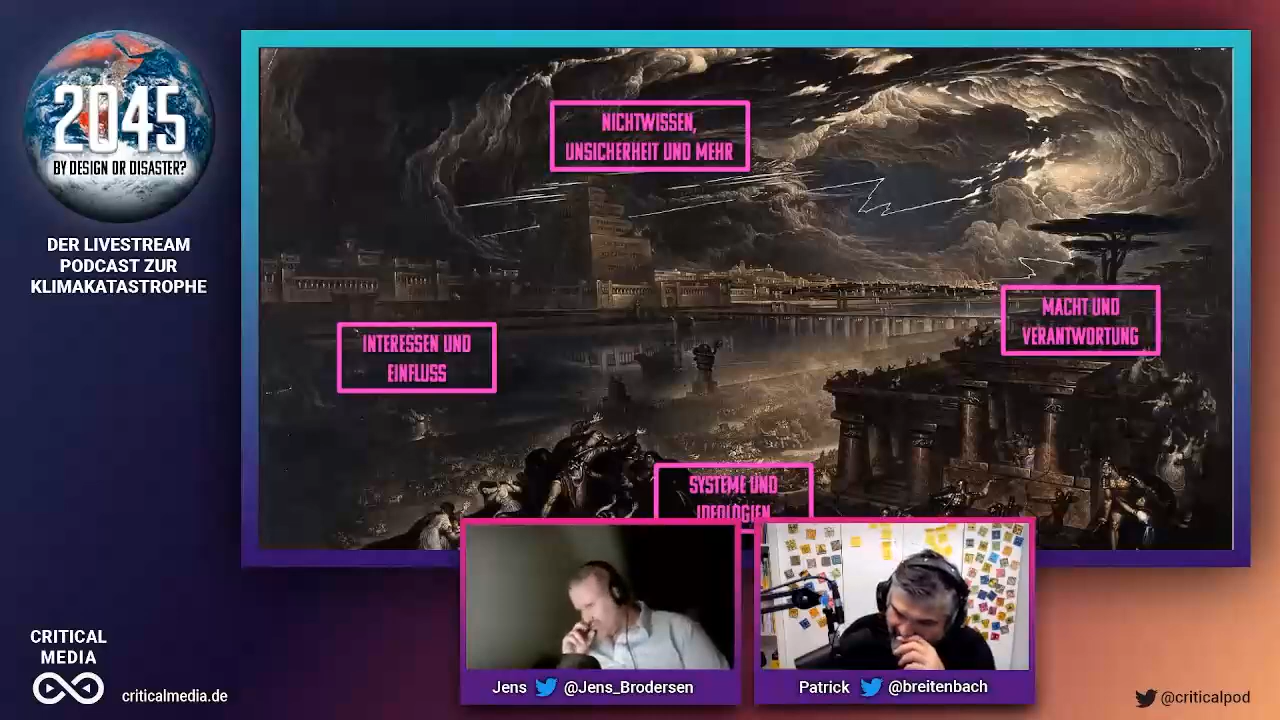 2045
BY DESIGN OR DISASTER?
DER LIVESTREAM
PODCAST ZUR
KLIMAKATASTROPHE
NICHTWISSEN,
UNSICHERHEIT UND MEHR
MACHT UND
VERANTWORTUNG
INTERESSEN UND
EINFLUSS
SYSTEME UND
IDEOLOGIEN
CRITICAL
MEDIA
criticalmedia.de
Jens @Jens_Brodersen
Patrick @breitenbach
@criticalpod